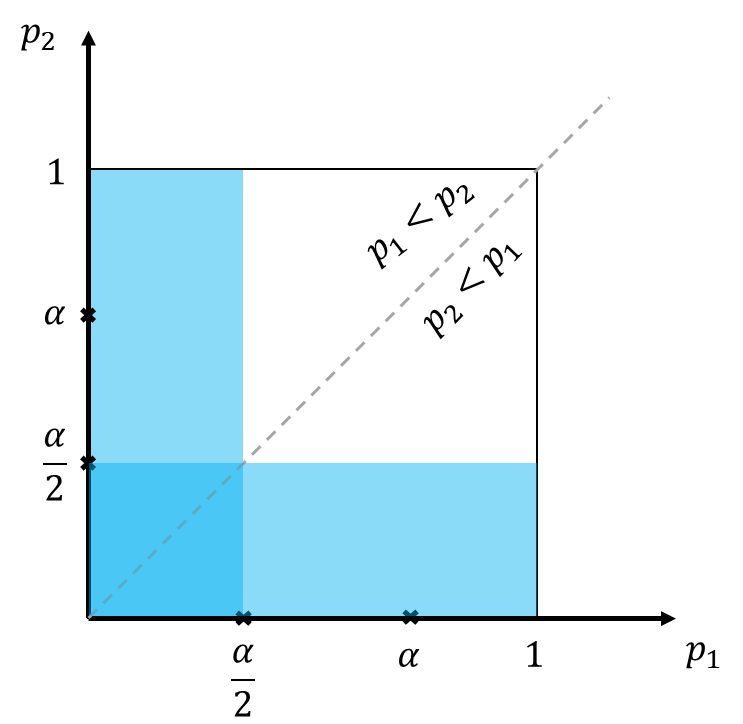 p₂
1
p₁ < p₂
p₂ < p₁
α
α/2
α/2
α
1
p₁